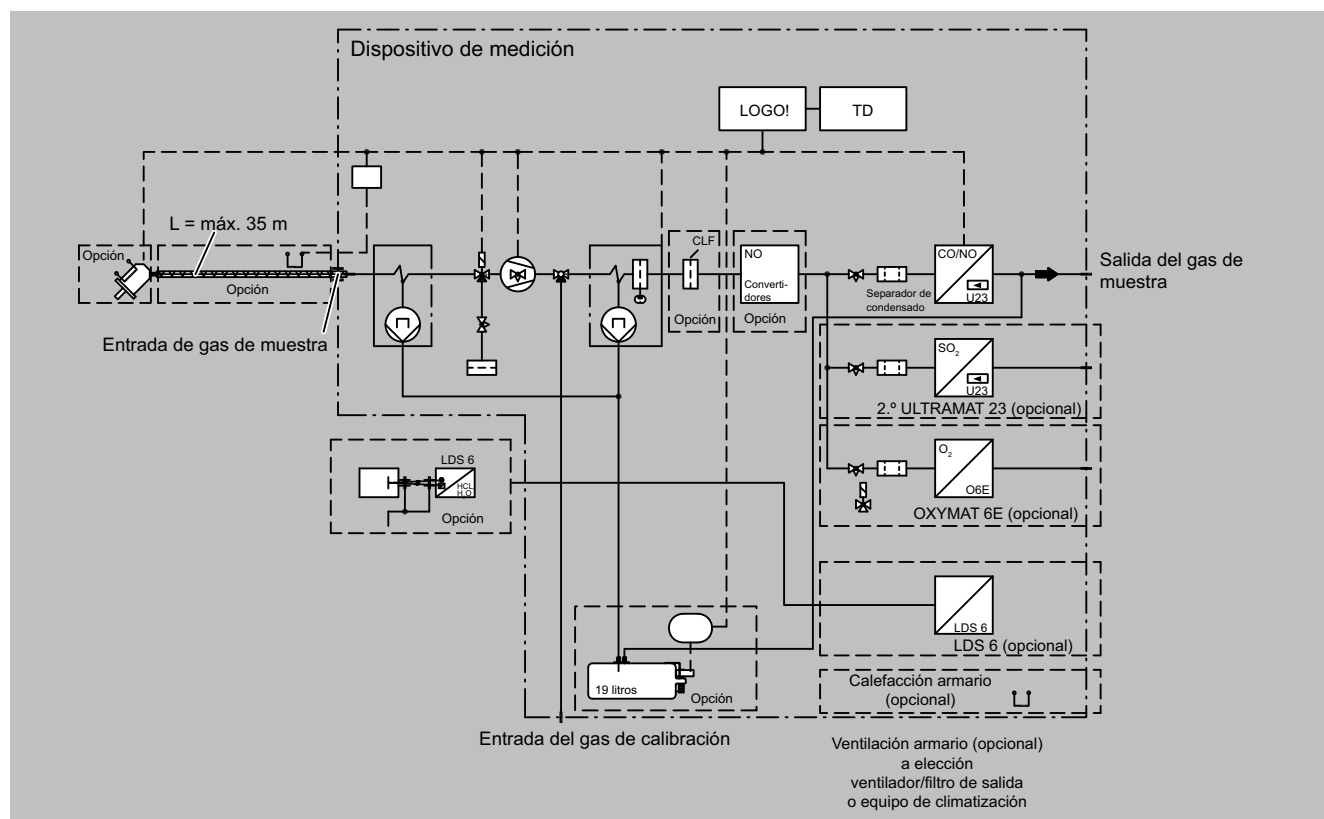 Dispositivo de medición
LOGO!
TD
L = máx. 35 m
Opción
Opción
Entrada de gas de muestra
CLF
Opción
NO
Converti-
dores
Opción
Separador de
condensado
CO/NO
U23
Salida del gas de
muestra
SO2
U23
2.º ULTRAMAT 23 (opcional)
O2
O6E
OXYMAT 6E (opcional)
LDS 6
HCL
H2O
Opción
LDS 6
LDS 6 (opcional)
19 litros
Opción
Calefacción armario
(opcional)
Entrada del gas de calibración
Ventilación armario (opcional)
a elección
ventilador/filtro de salida
o equipo de climatización